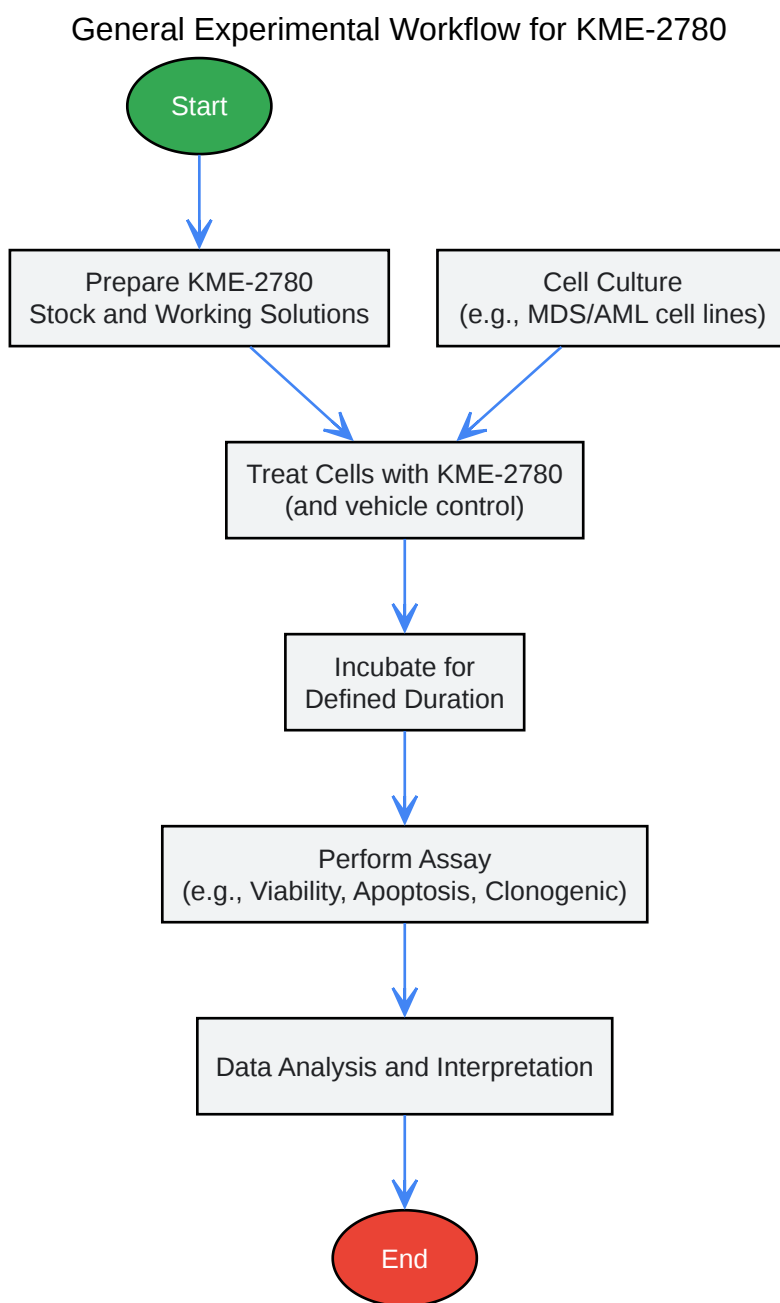 General Experimental Workflow for KME-2780
Start
Prepare KME-2780
Stock and Working Solutions
Cell Culture
(e.g., MDS/AML cell lines)
Treat Cells with KME-2780
(and vehicle control)
Incubate for
Defined Duration
Perform Assay
(e.g., Viability, Apoptosis, Clonogenic)
Data Analysis and Interpretation
End